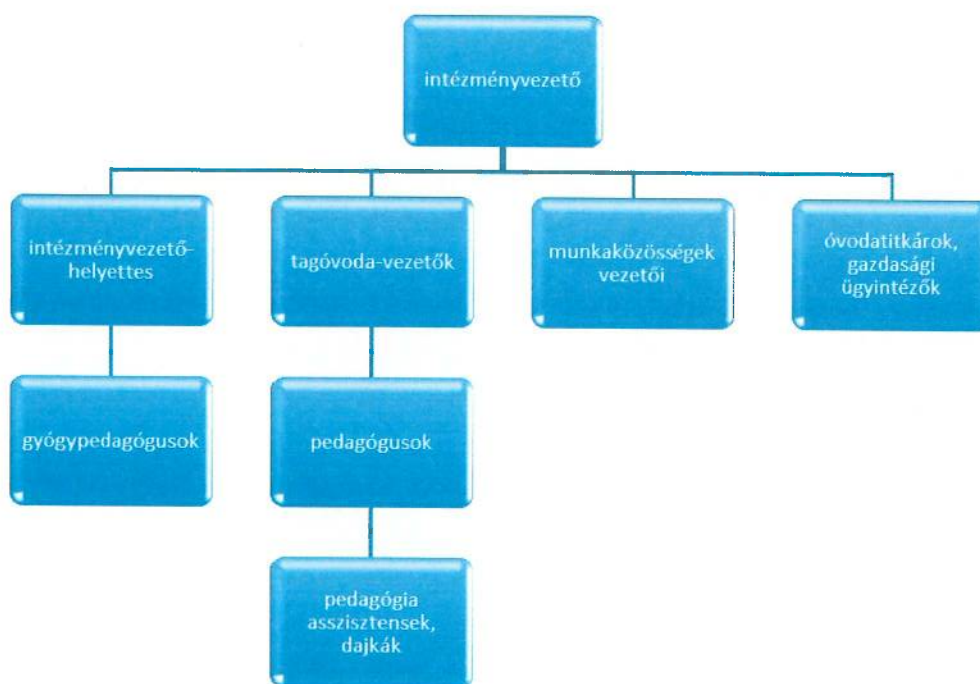 intézményvezető
intézményvezető-
helyettes
tagóvoda-vezetők
munkaközösségek
vezetői
óvodatitkárok,
gazdasági
ügyintézők
gyógypedagógusok
pedagógusok
pedagógia
asszisztensek,
dajkák